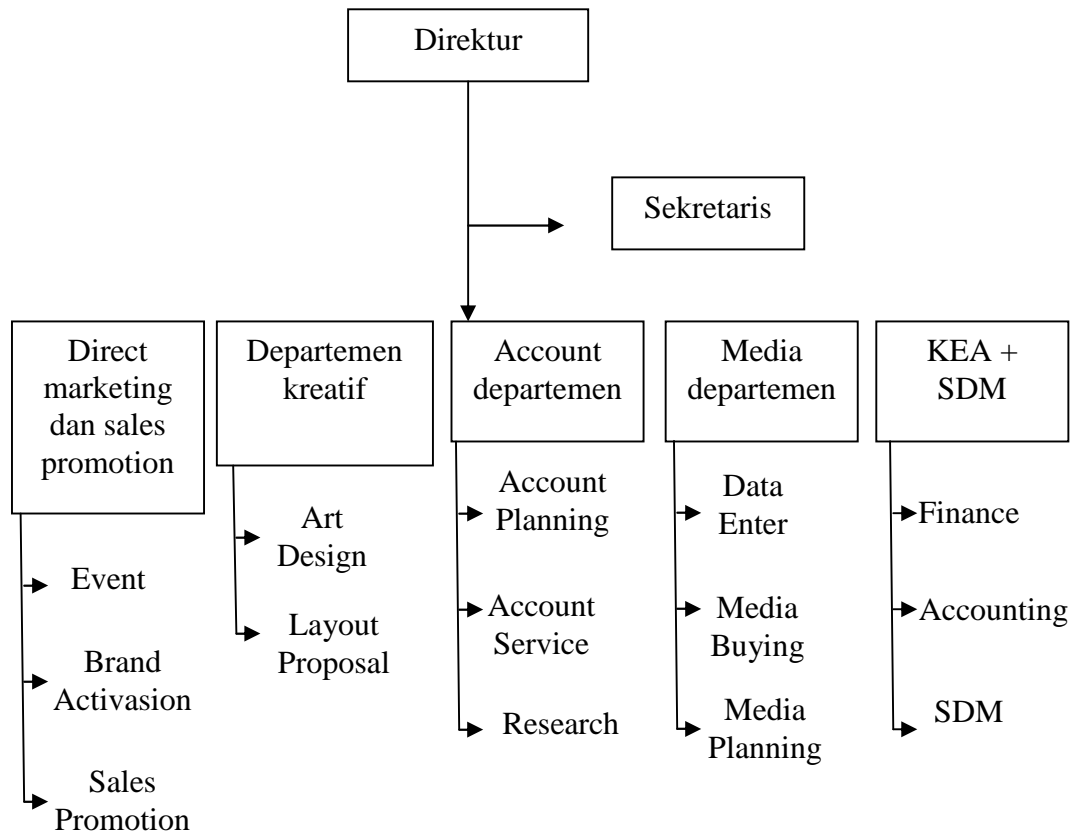 Direktur
Sekretaris
Direct
marketing
dan sales
promotion
Departemen
kreatif
Account
departemen
Media
departemen
KEA +
SDM
Event
Brand
Activasion
Sales
Promotion
Art
Design
Layout
Proposal
Account
Planning
Account
Service
Research
Data
Enter
Media
Buying
Media
Planning
Finance
Accounting
SDM